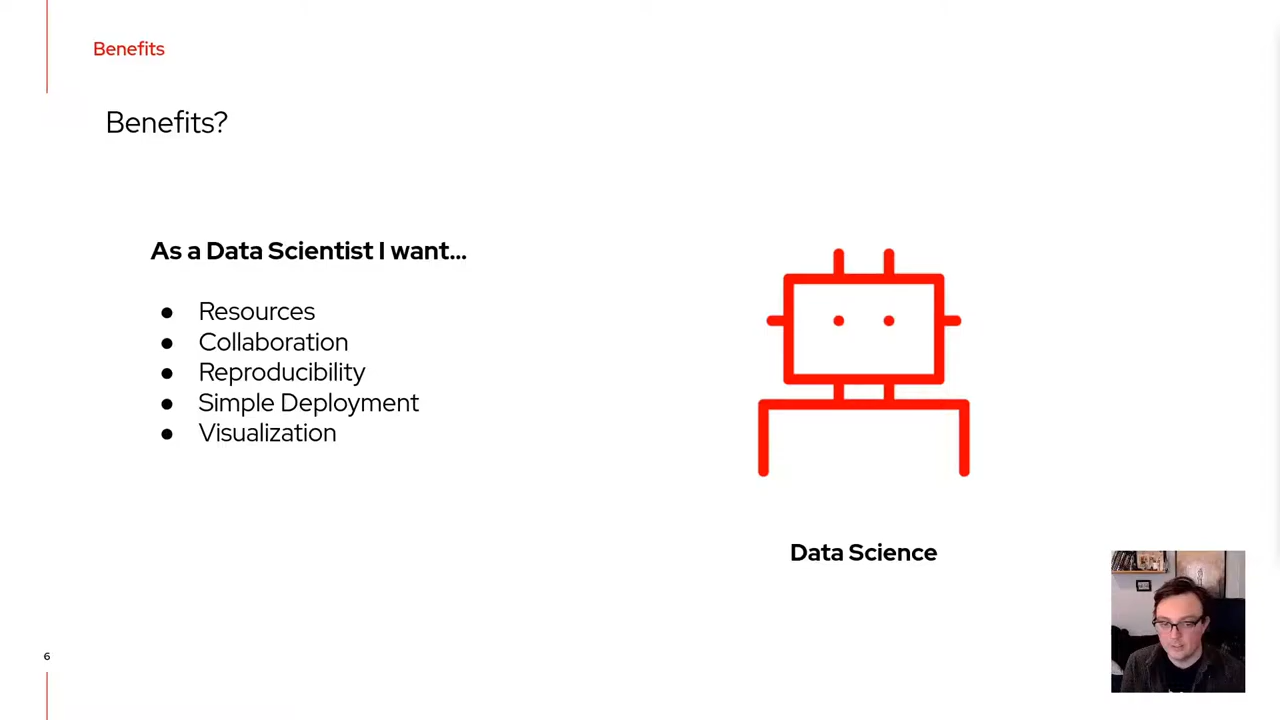 Benefits
Benefits?
As a Data Scientist I want...
● Resources
● Collaboration
● Reproducibility
● Simple Deployment
● Visualization
Data Science
6